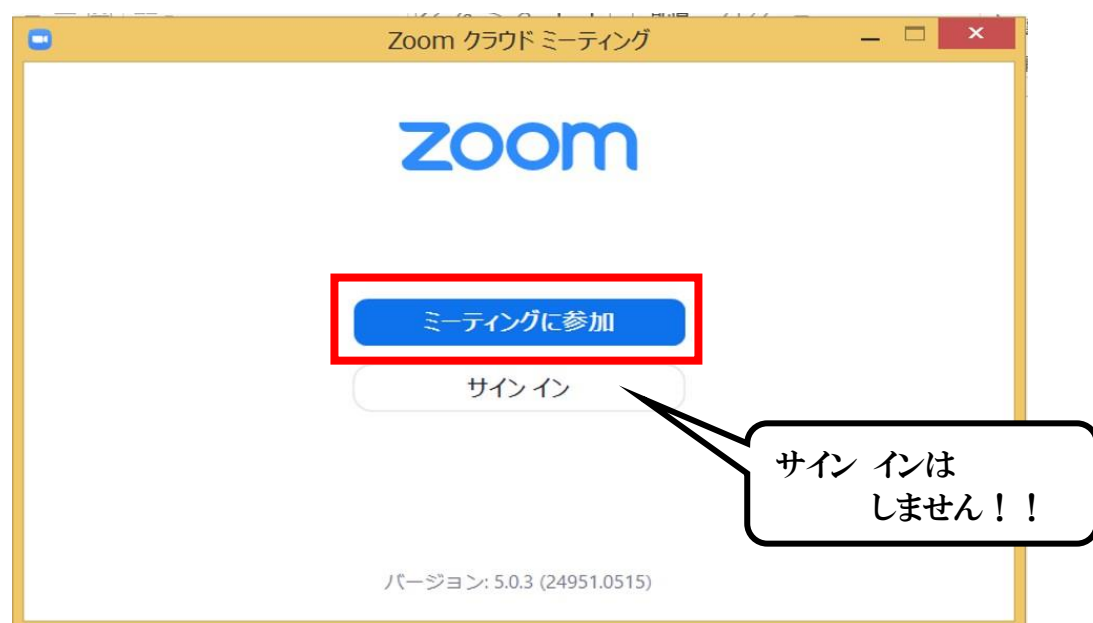 Zoom クラウド ミーティング
zoom
ミーティングに参加
サイン イン
サイン インは
しません！！
バージョン: 5.0.3 (24951.0515)